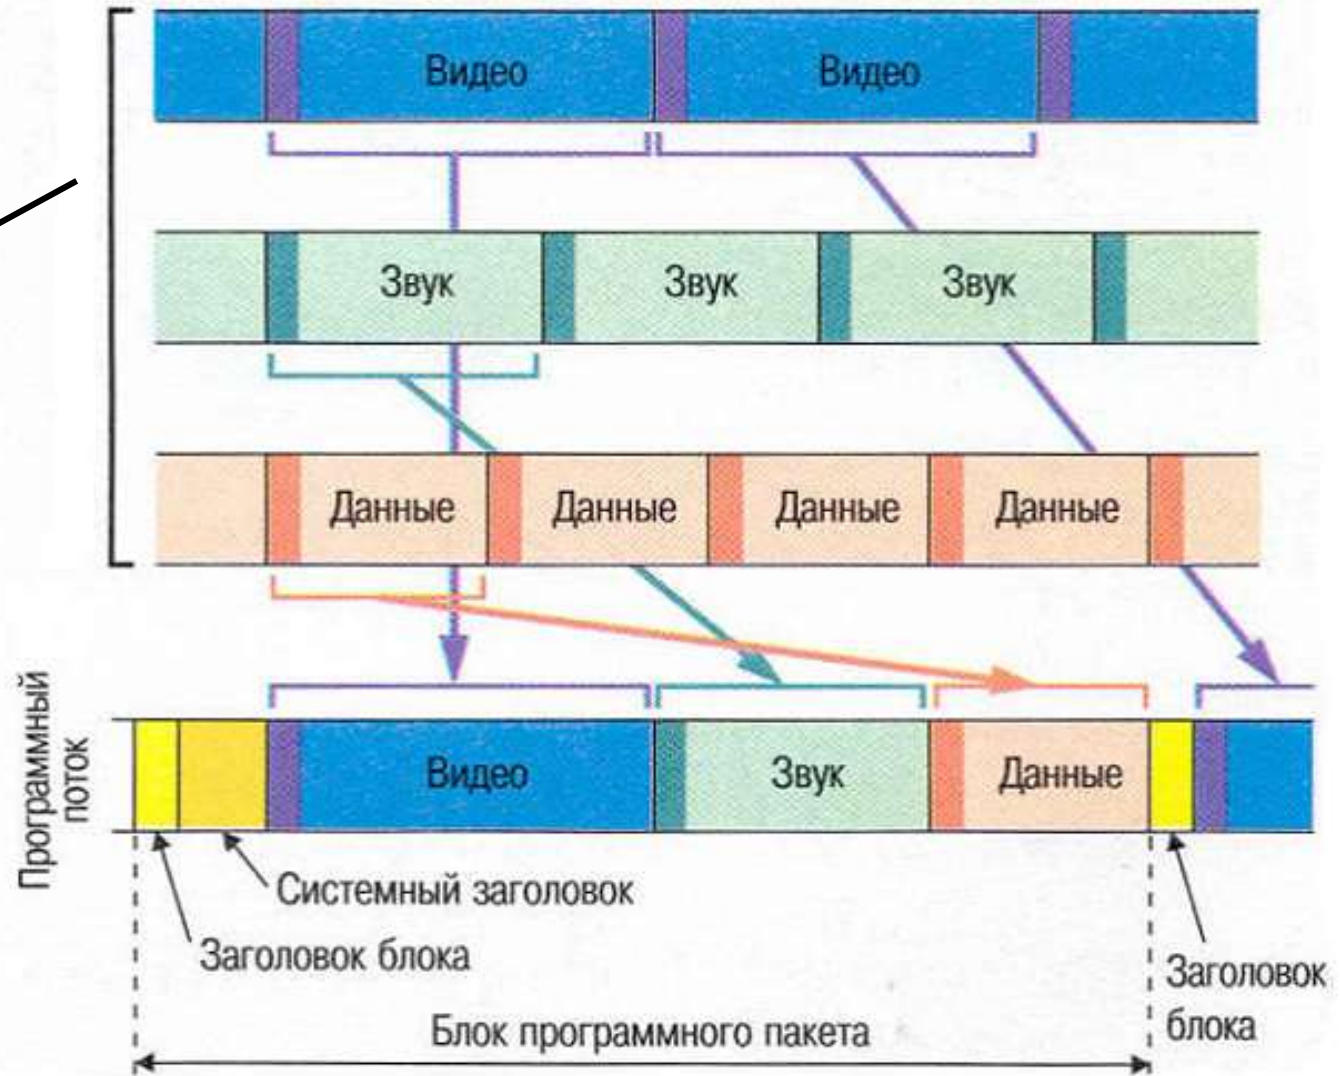 Видео
Видео
Звук
Звук
Звук
Данные
Данные
Данные
Данные
Программный
поток
Видео
Звук
Данные
Системный заголовок
Заголовок блока
Заголовок
блока
Блок программного пакета